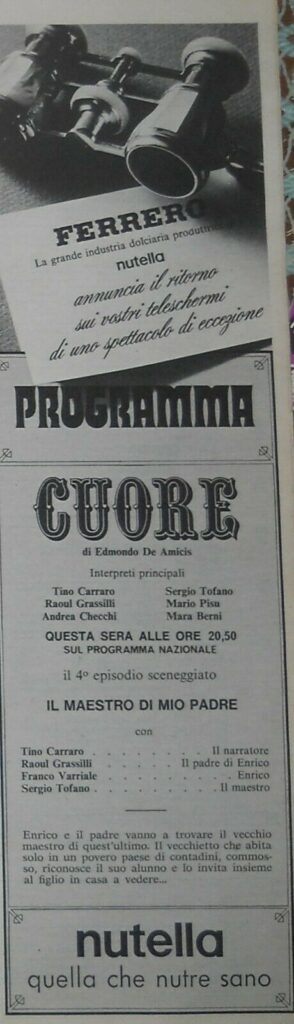 FERRERO
La grande industria dolciaria produttrice
nutella
annuncia il ritorno
sui vostri teleschermi
di uno spettacolo di eccezione
PROGRAMMA
CUORE
di Edmondo De Amicis
Interpreti principali
Tino Carraro Sergio Tofano
Raoul Grassilli Mario Pisu
Andrea Checchi Mara Berni
QUESTA SERA ALLE ORE 20,50
SUL PROGRAMMA NAZIONALE
il 4º episodio sceneggiato
IL MAESTRO DI MIO PADRE
con
Tino Carraro . . . . . . . . Il narratore
Raoul Grassilli . . . . . . Il padre di Enrico
Franco Varriale . . . . . . . . . . Enrico
Sergio Tofano . . . . . . . . . Il maestro
Enrico e il padre vanno a trovare il vecchio
maestro di quest'ultimo. Il vecchietto che abita
solo in un povero paese di contadini, commos-
so, riconosce il suo alunno e lo invita insieme
al figlio in casa a vedere...
nutella
quella che nutre sano